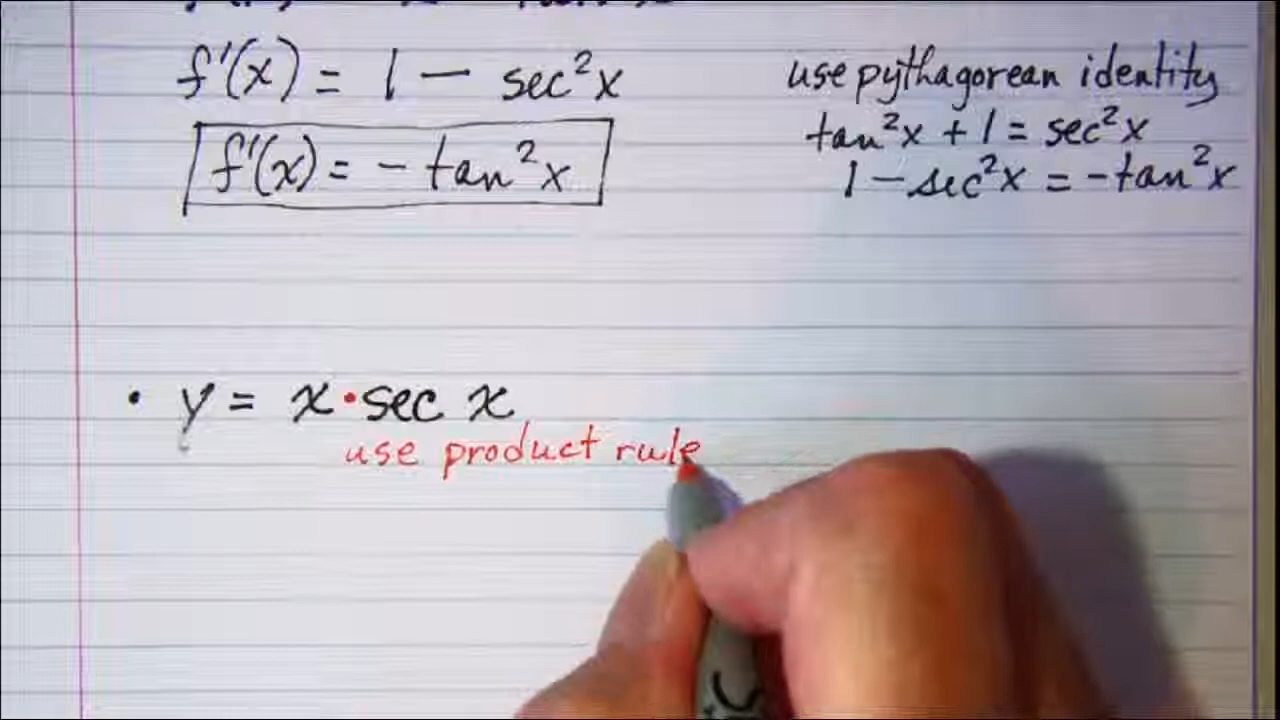 f'(x) = 1 − sec²x
use pythagorean identity
tan²x + 1 = sec²x
f'(x) = − tan²x
1 − sec²x = −tan²x
• y = x • sec x
use product rule